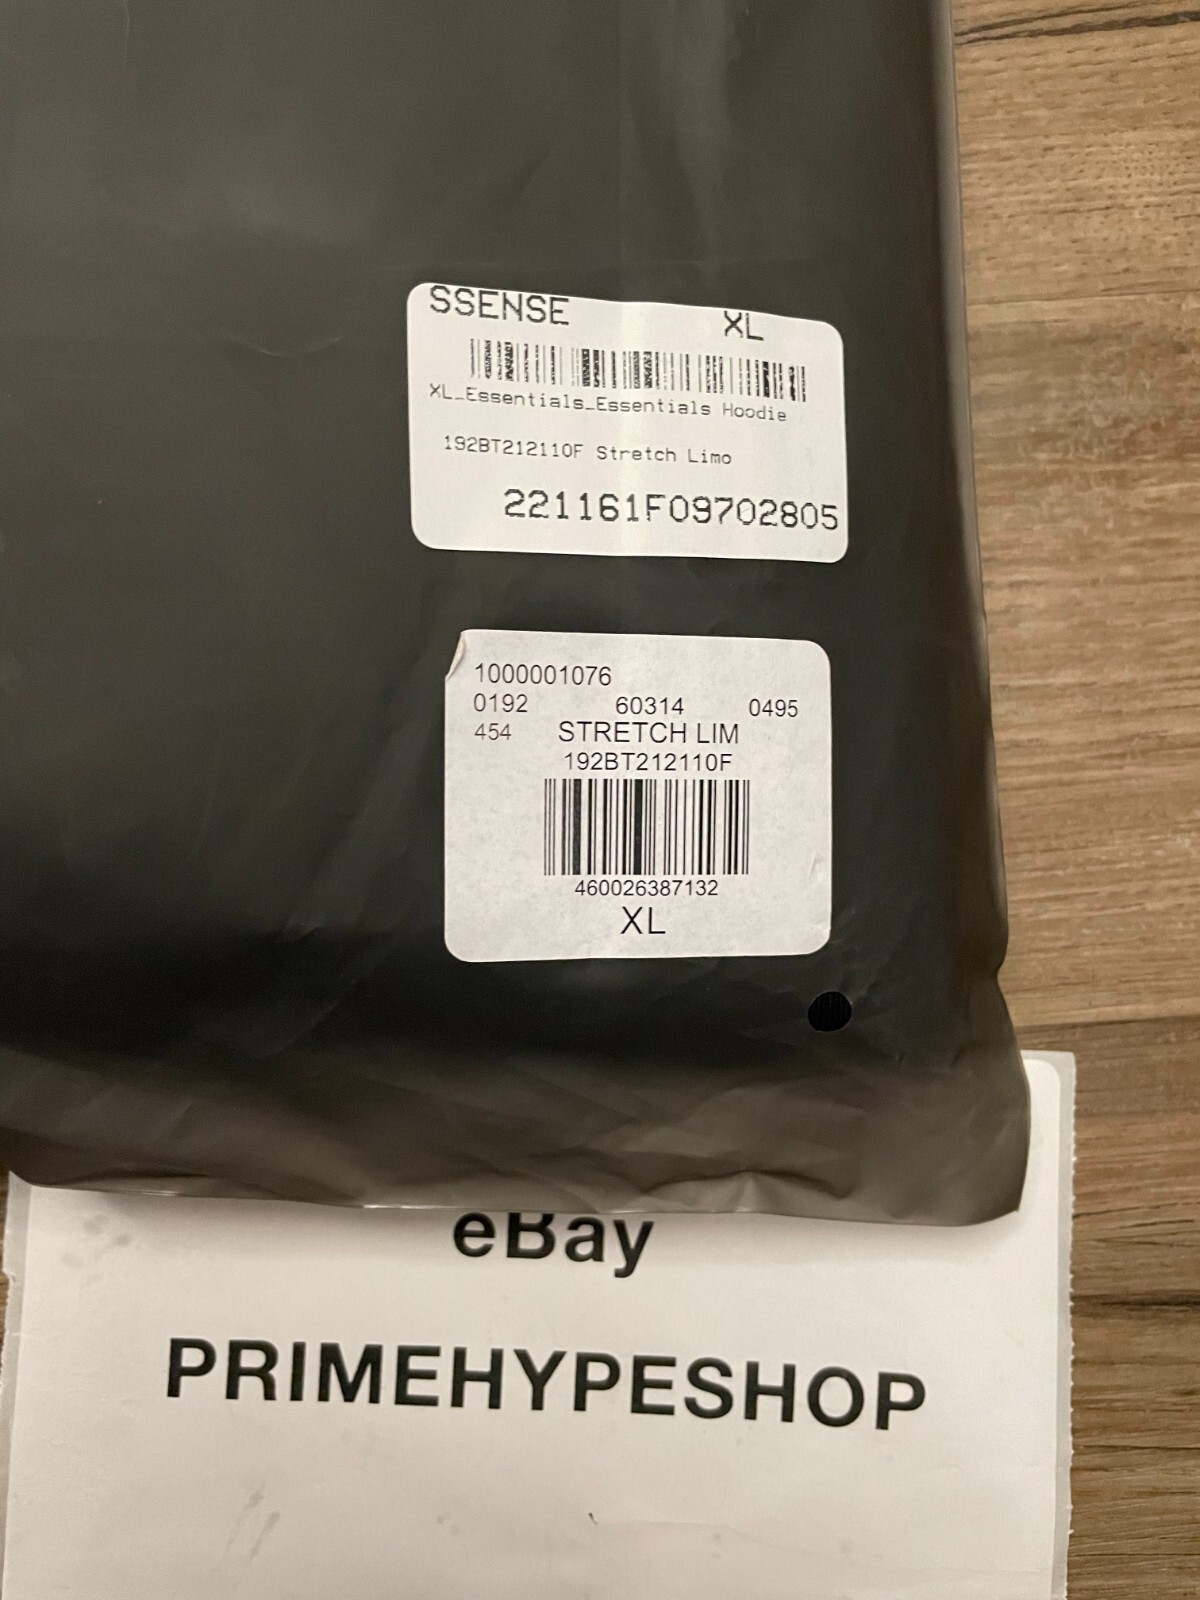 SSENSE XL
XL_Essentials_Essentials Hoodie
192BT212110F Stretch Limo
221161F09702805
1000001076
0192 60314 0495
454 STRETCH LIM
192BT212110F
460026387132
XL
eBay
PRIMEHYPESHOP